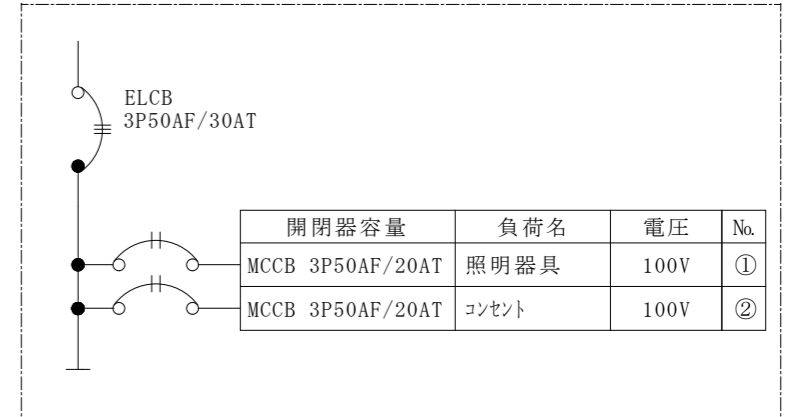 ELCB
3P50AF/30AT
開閉器容量 負荷名 電圧 №
MCCB 3P50AF/20AT 照明器具 100V ①
MCCB 3P50AF/20AT コンセント 100V ②